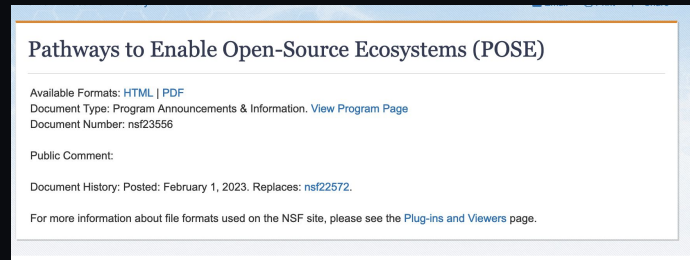 Pathways to Enable Open-Source Ecosystems (POSE)
Available Formats: HTML | PDF
Document Type: Program Announcements & Information. View Program Page
Document Number: nsf23556
Public Comment:
Document History: Posted: February 1, 2023. Replaces: nsf22572.
For more information about file formats used on the NSF site, please see the Plug-ins and Viewers page.